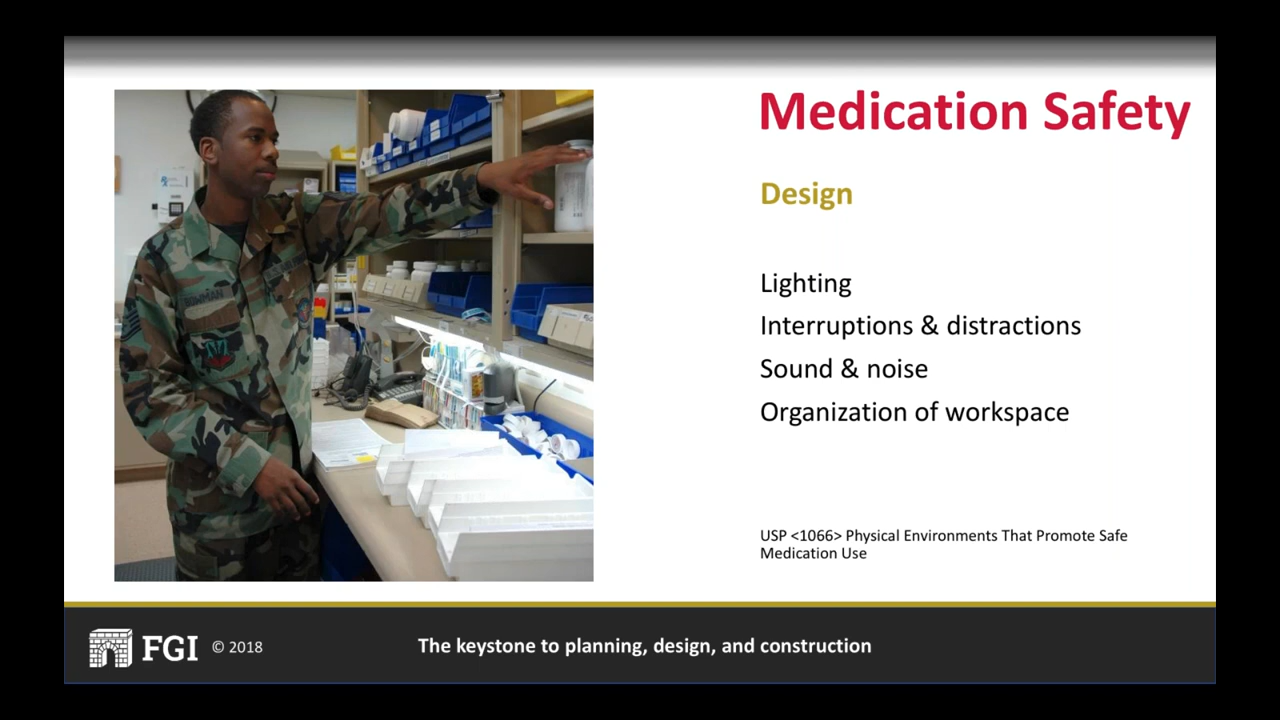 Medication Safety
Design
Lighting
Interruptions & distractions
Sound & noise
Organization of workspace
USP <1066> Physical Environments That Promote Safe
Medication Use
BOWMAN
FGI © 2018
The keystone to planning, design, and construction